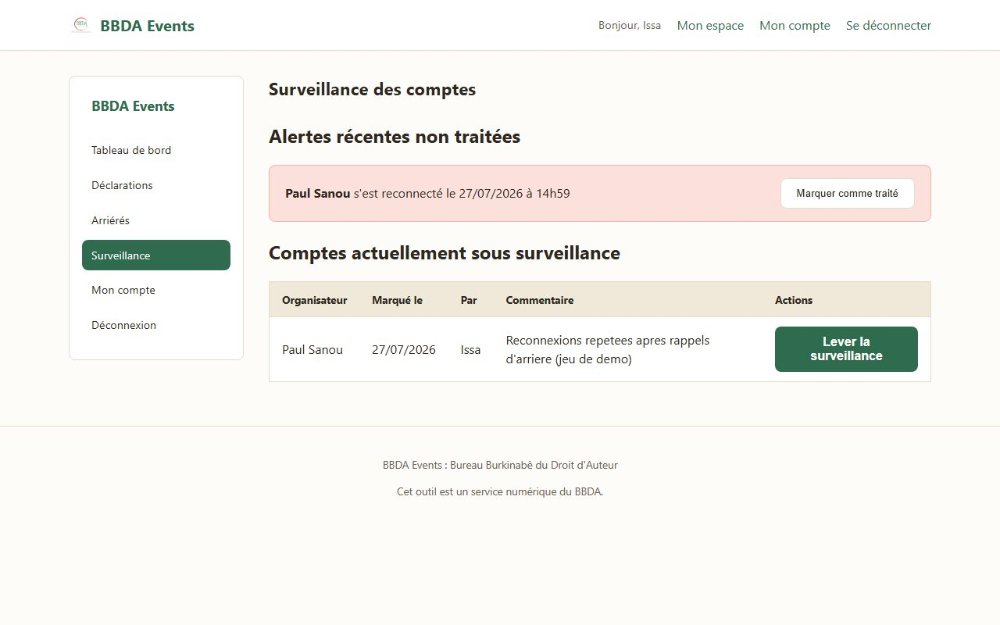 BBDA Events
Bonjour, Issa
Mon espace
Mon compte
Se déconnecter
BBDA Events
Tableau de bord
Déclarations
Arriérés
Surveillance
Mon compte
Déconnexion
Surveillance des comptes
Alertes récentes non traitées
Paul Sanou s'est reconnecté le 27/07/2026 à 14h59
Marquer comme traité
Comptes actuellement sous surveillance
Organisateur Marqué le Par Commentaire Actions
Paul Sanou 27/07/2026 Issa
Reconnexions repetees apres rappels
d'arriere (jeu de demo)
Lever la
surveillance
BBDA Events : Bureau Burkinabè du Droit d'Auteur
Cet outil est un service numérique du BBDA.